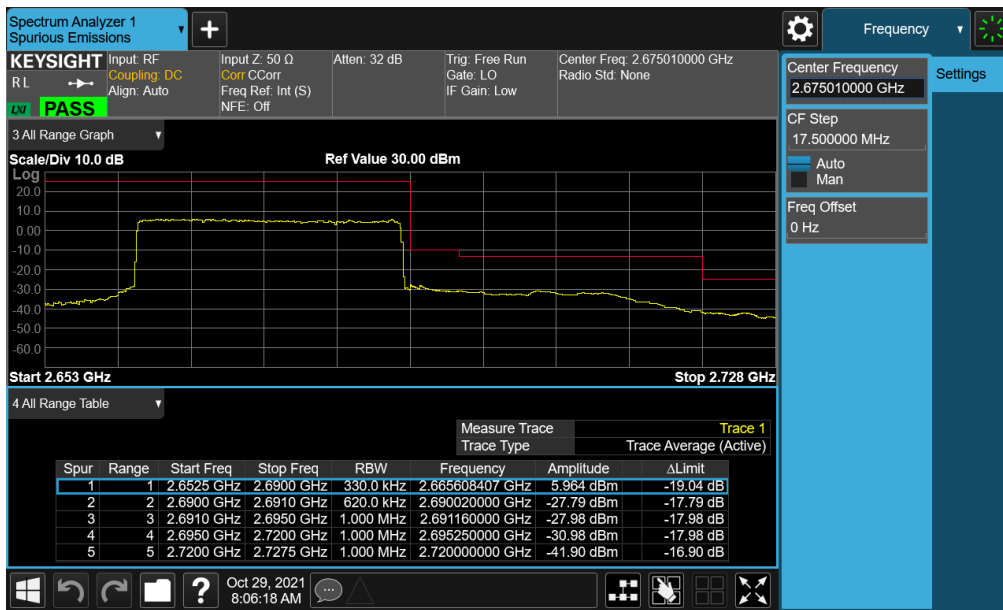 Spectrum Analyzer 1
Spurious Emissions
Frequency
KEYSIGHT
R L
LXI PASS
Input: RF
Coupling: DC
Align: Auto
Input Z: 50 Ω
Corr CCorr
Freq Ref: Int (S)
NFE: Off
Atten: 32 dB
Trig: Free Run
Gate: LO
IF Gain: Low
Center Freq: 2.675010000 GHz
Radio Std: None
Center Frequency
2.675010000 GHz
Settings
CF Step
17.500000 MHz
Auto
Man
Freq Offset
0 Hz
3 All Range Graph
Scale/Div 10.0 dB Ref Value 30.00 dBm
Log
20.0
10.0
0.00
-10.0
-20.0
-30.0
-40.0
-50.0
-60.0
Start 2.653 GHz Stop 2.728 GHz
4 All Range Table
Measure Trace Trace 1
Trace Type Trace Average (Active)
Spur Range Start Freq Stop Freq RBW Frequency Amplitude ΔLimit
1 1 2.6525 GHz 2.6900 GHz 330.0 kHz 2.665608407 GHz 5.964 dBm -19.04 dB
2 2 2.6900 GHz 2.6910 GHz 620.0 kHz 2.690020000 GHz -27.79 dBm -17.79 dB
3 3 2.6910 GHz 2.6950 GHz 1.000 MHz 2.691160000 GHz -27.98 dBm -17.98 dB
4 4 2.6950 GHz 2.7200 GHz 1.000 MHz 2.695250000 GHz -30.98 dBm -17.98 dB
5 5 2.7200 GHz 2.7275 GHz 1.000 MHz 2.720000000 GHz -41.90 dBm -16.90 dB
?
Oct 29, 2021
8:06:18 AM